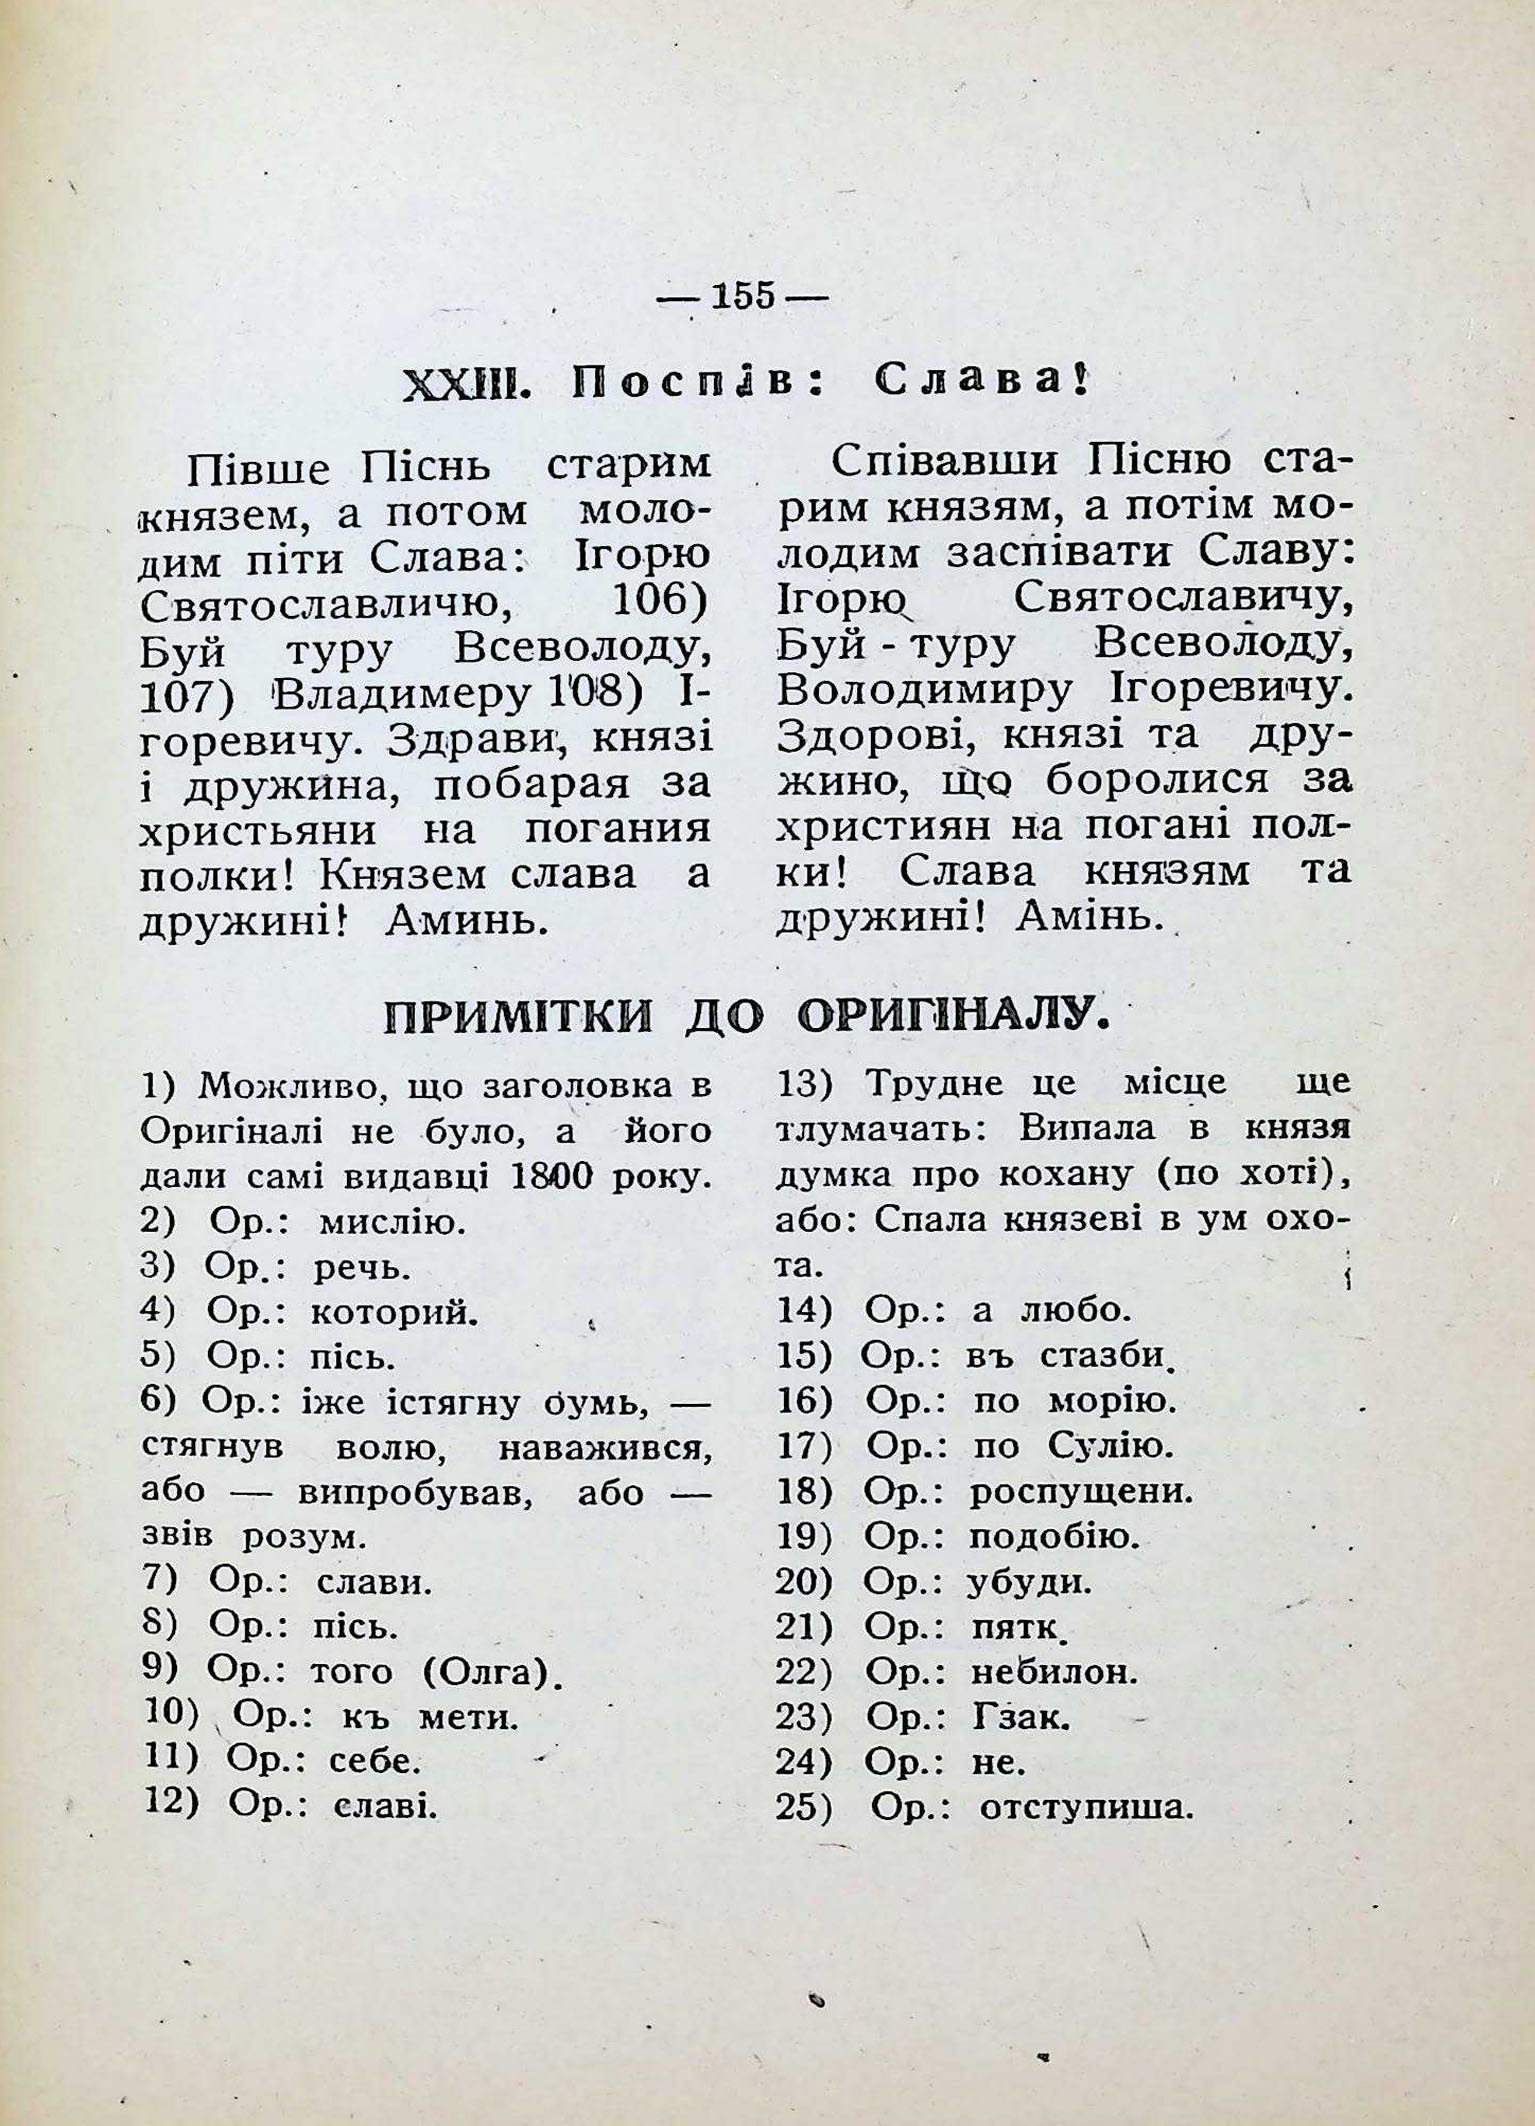 — 155 —
XXIII. Поспів: Слава!
Півше Піснь старим
князем, а потом моло-
дим піти Слава: Ігорю
Святославличю, 106)
Буй туру Всеволоду,
107) Владимеру 108) І-
горевичу. Здрави, князі
і дружина, побарая за
христьяни на погания
полки! Князем слава а
дружині! Аминь.
Співавши Пісню ста-
рим князям, а потім мо-
лодим заспівати Славу:
Ігорю Святославичу,
Буй - туру Всеволоду,
Володимиру Ігоревичу.
Здорові, князі та дру-
жино, що боролися за
християн на погані пол-
ки! Слава князям та
дружині! Амінь.
ПРИМІТКИ ДО ОРИГІНАЛУ.
1) Можливо, що заголовка в
Оригіналі не було, а його
дали самі видавці 1800 року.
2) Ор.: мислію.
3) Ор.: речь.
4) Ор.: которий.
5) Ор.: пісь.
6) Ор.: іже істягну бумь, —
стягнув волю, наважився,
або — випробував, або —
звів розум.
7) Ор.: слави.
8) Ор.: пісь.
9) Ор.: того (Олга).
10) Ор.: къ мети.
11) Ор.: себе.
12) Ор.: славі.
13) Трудне це місце ще
тлумачать: Випала в князя
думка про кохану (по хоті),
або: Спала князеві в ум охо-
та.
14) Ор.: а любо.
15) Ор.: въ стазби.
16) Ор.: по морію.
17) Ор.: по Сулію.
18) Ор.: роспущени.
19) Ор.: подобію.
20) Ор.: убуди.
21) Ор.: пятк.
22) Ор.: небилон.
23) Ор.: Гзак.
24) Ор.: не.
25) Ор.: отступиша.